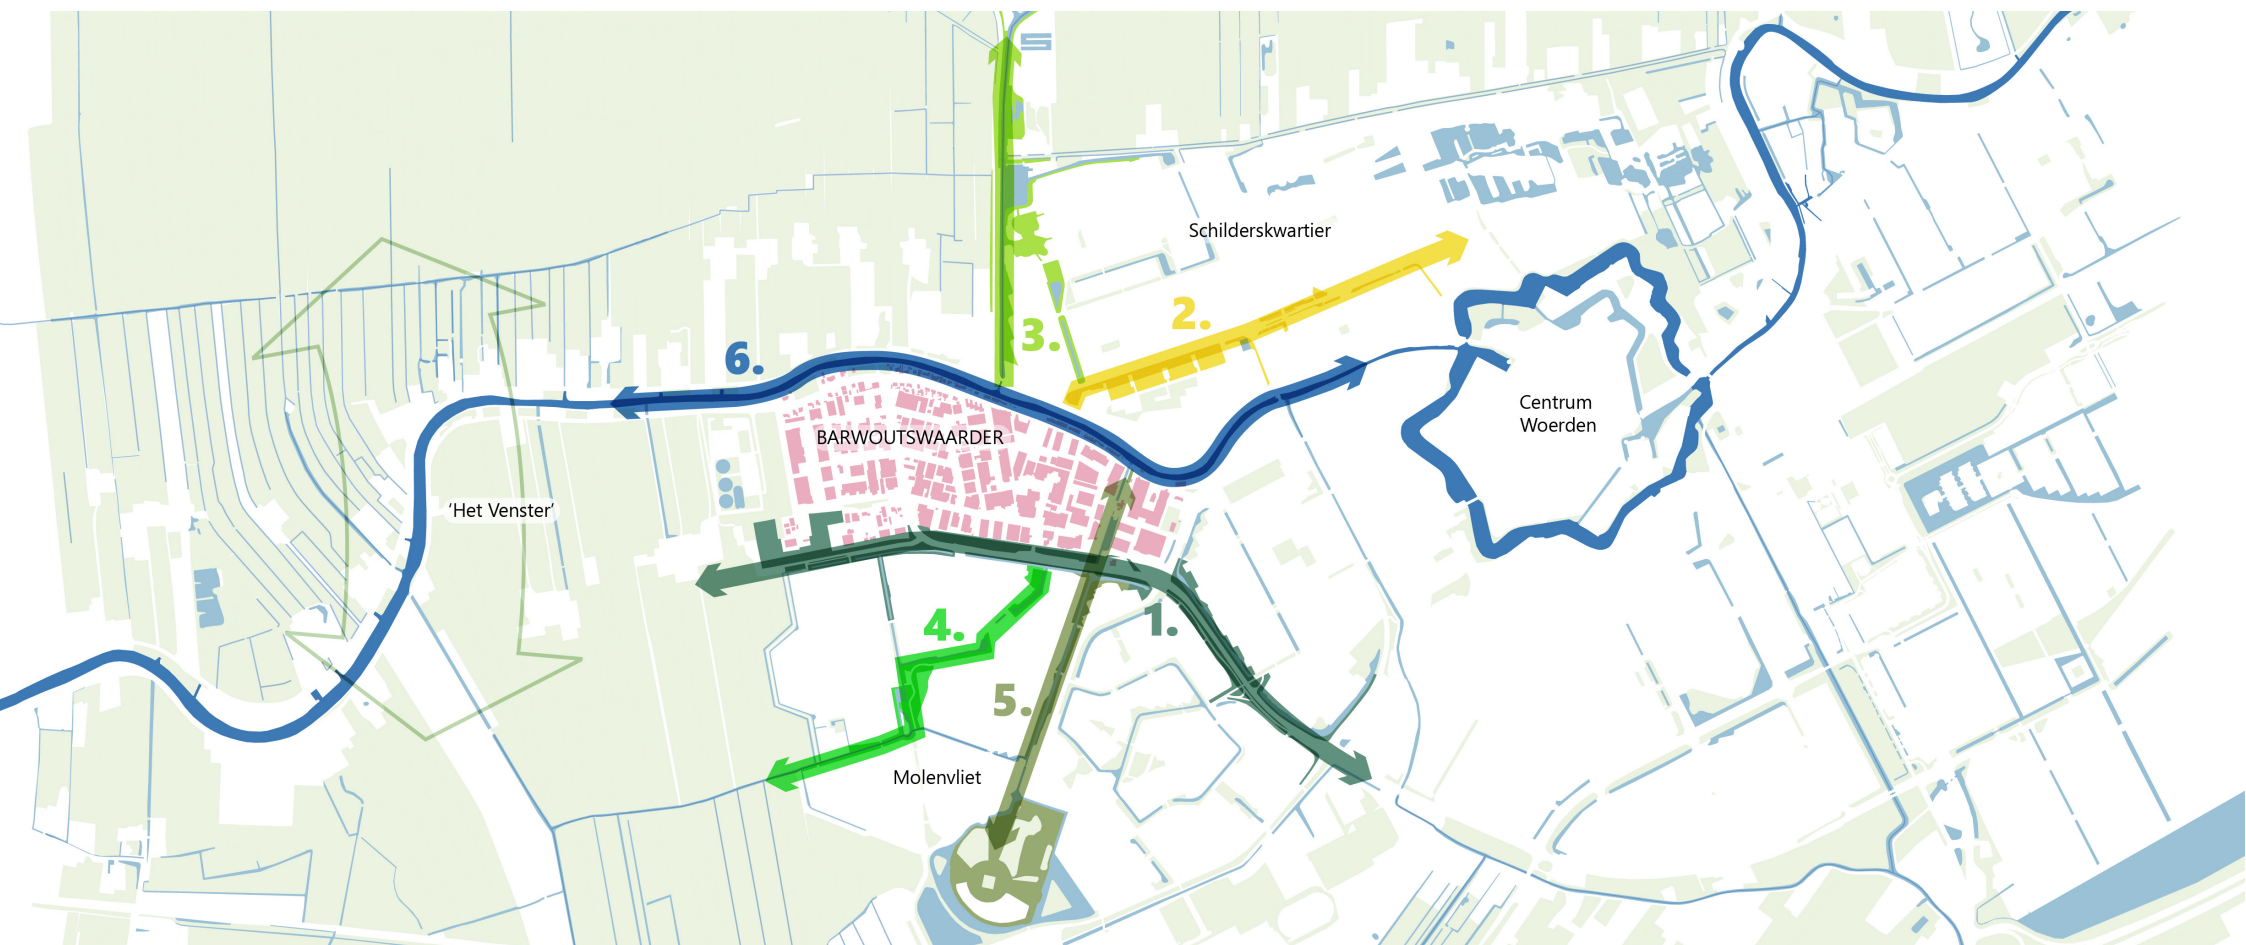 Schilderskwartier
2.
3.
6.
Centrum
Woerden
BARWOUTSWAARDER
'Het Venster'
4.
1.
5.
Molenvliet